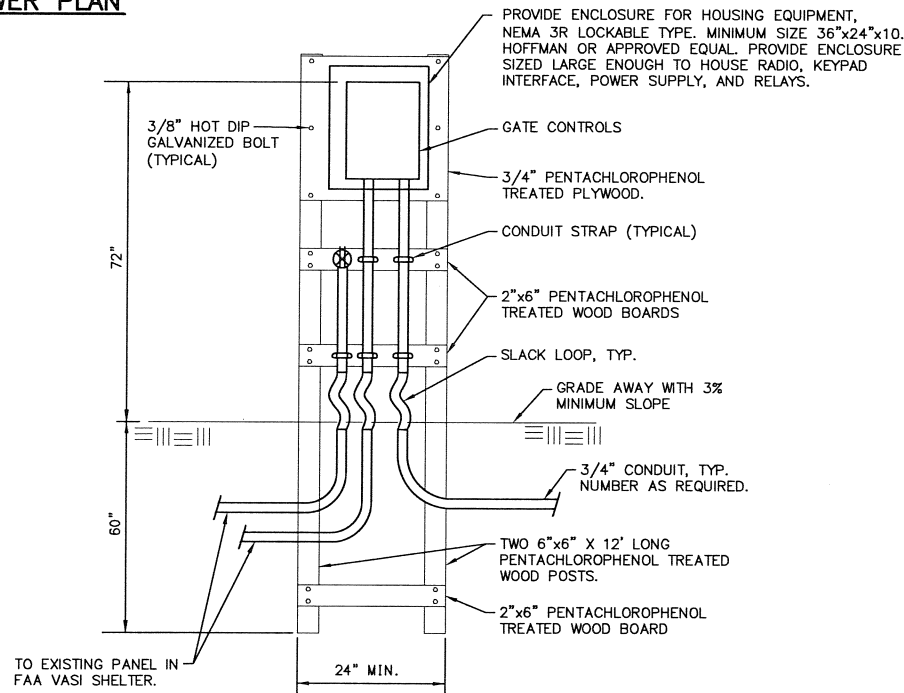 WER PLAN
PROVIDE ENCLOSURE FOR HOUSING EQUIPMENT,
NEMA 3R LOCKABLE TYPE. MINIMUM SIZE 36"x24"x10.
HOFFMAN OR APPROVED EQUAL. PROVIDE ENCLOSURE
SIZED LARGE ENOUGH TO HOUSE RADIO, KEYPAD
INTERFACE, POWER SUPPLY, AND RELAYS.
3/8" HOT DIP
GALVANIZED BOLT
(TYPICAL)
GATE CONTROLS
3/4" PENTACHLOROPHENOL
TREATED PLYWOOD.
CONDUIT STRAP (TYPICAL)
72"
2"x6" PENTACHLOROPHENOL
TREATED WOOD BOARDS
SLACK LOOP, TYP.
GRADE AWAY WITH 3%
MINIMUM SLOPE
3/4" CONDUIT, TYP.
NUMBER AS REQUIRED.
60"
TWO 6"x6" X 12' LONG
PENTACHLOROPHENOL TREATED
WOOD POSTS.
2"x6" PENTACHLOROPHENOL
TREATED WOOD BOARD
TO EXISTING PANEL IN
FAA VASI SHELTER.
24" MIN.